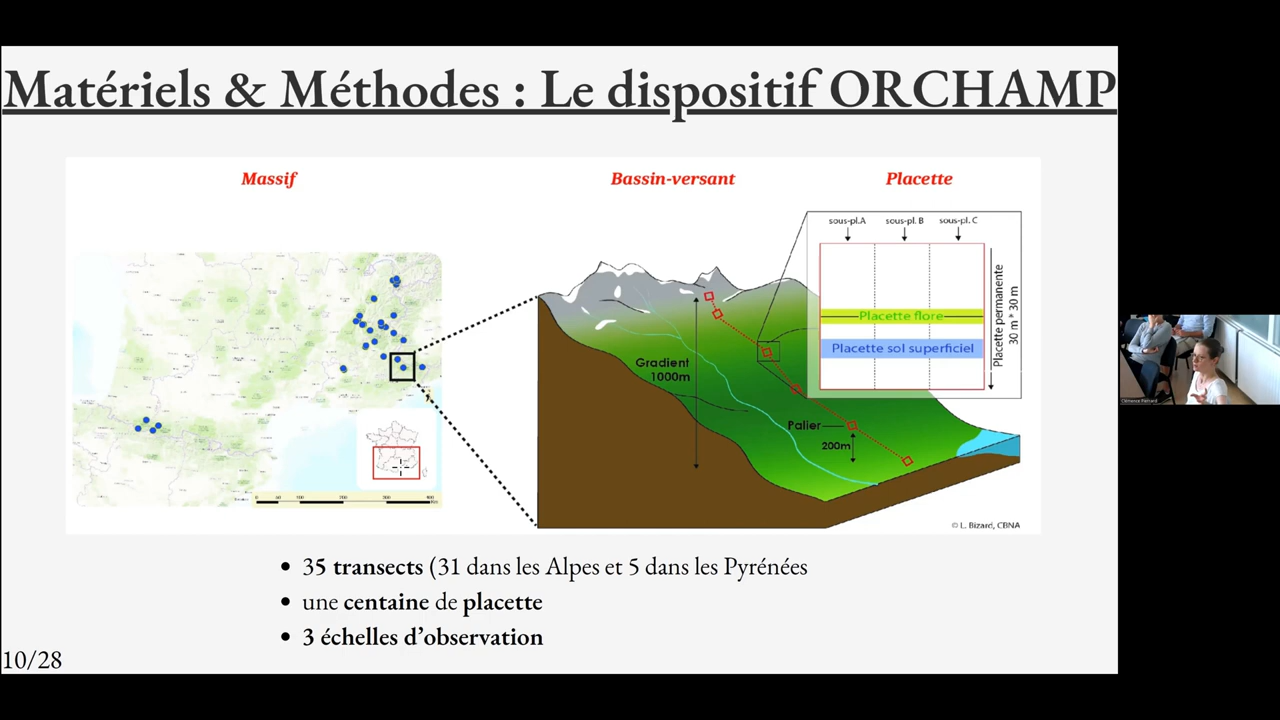 Matériels & Méthodes : Le dispositif ORCHAMP
Massif
Bassin-versant
Placette
sous-pl.A
sous-pl. B
sous-pl. C
Placette flore
Placette sol superficiel
Placette permanente
30 m * 30 m
Gradient
1000m
Palier
200m
© L. Bizard, CBNA
• 35 transects (31 dans les Alpes et 5 dans les Pyrénées
• une centaine de placette
• 3 échelles d’observation
10/28